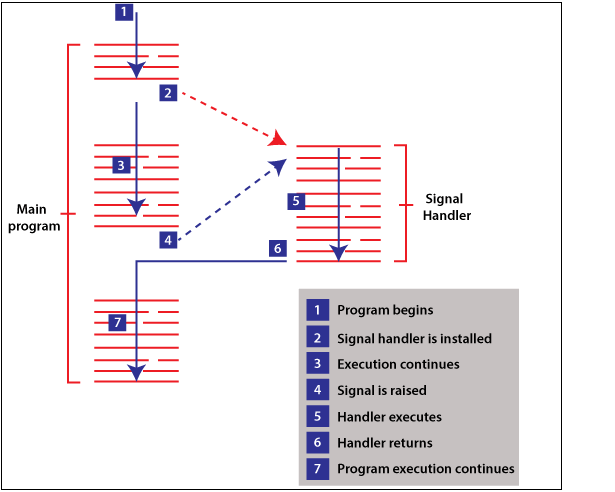 1
2
3
4
5
6
7
Main
program
Signal
Handler
1 Program begins
2 Signal handler is installed
3 Execution continues
4 Signal is raised
5 Handler executes
6 Handler returns
7 Program execution continues